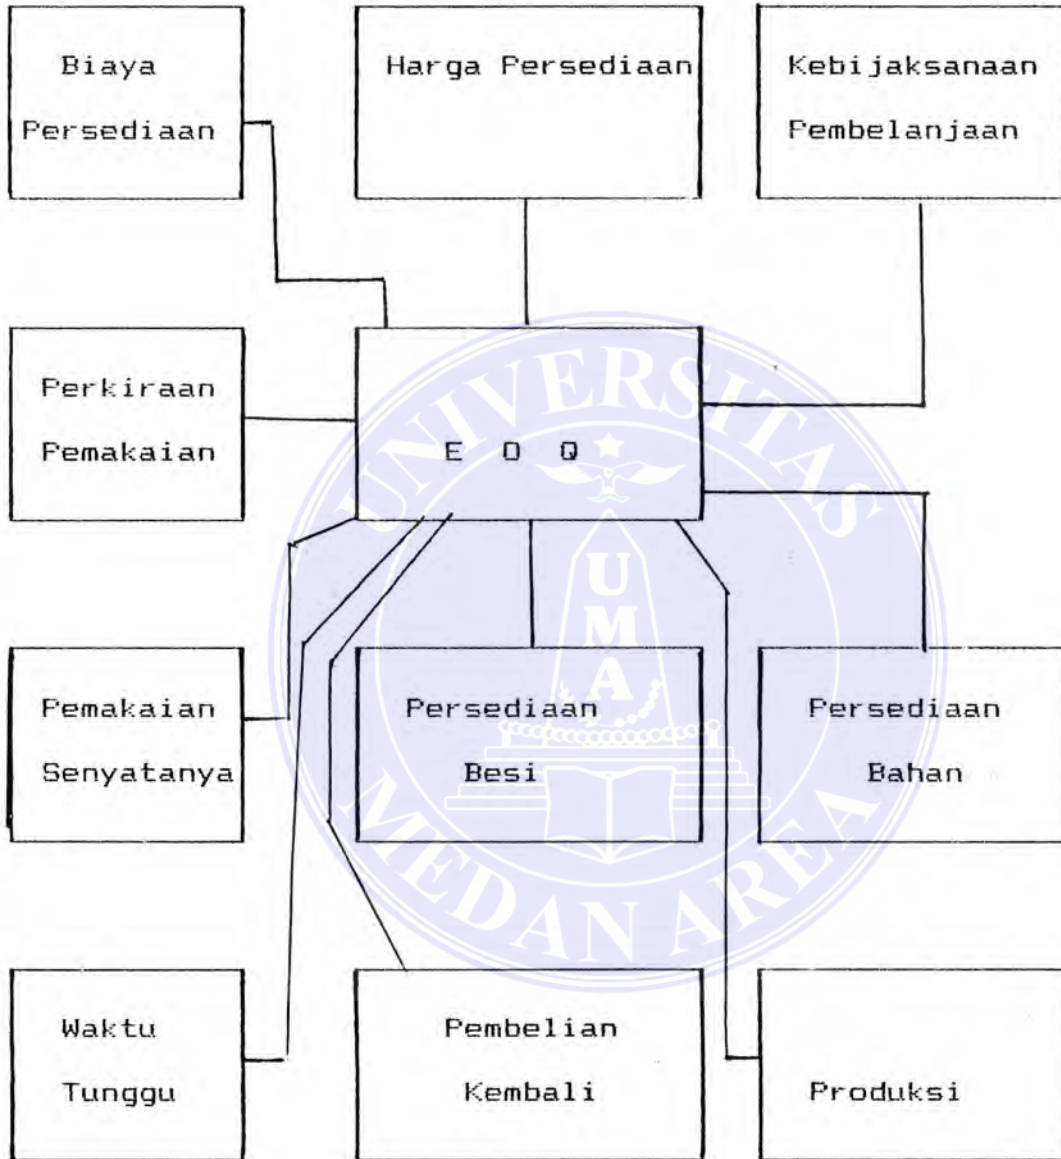 Biaya
Persediaan
Harga Persediaan
Kebijaksanaan
Pembelanjaan
Perkiraan
Pemakaian
E O Q
Pemakaian
Senyatanya
Persediaan
Besi
Persediaan
Bahan
Waktu
Tunggu
Pembelian
Kembali
Produksi
UNIVERSITAS
UMA
MEDAN AREA